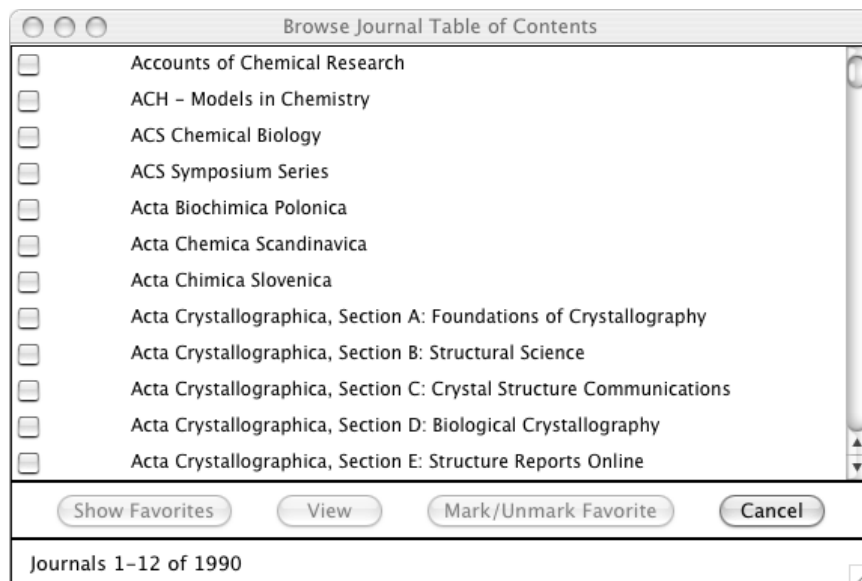 Browse Journal Table of Contents
Accounts of Chemical Research
ACH – Models in Chemistry
ACS Chemical Biology
ACS Symposium Series
Acta Biochimica Polonica
Acta Chemica Scandinavica
Acta Chimica Slovenica
Acta Crystallographica, Section A: Foundations of Crystallography
Acta Crystallographica, Section B: Structural Science
Acta Crystallographica, Section C: Crystal Structure Communications
Acta Crystallographica, Section D: Biological Crystallography
Acta Crystallographica, Section E: Structure Reports Online
Show Favorites View Mark/Unmark Favorite Cancel
Journals 1–12 of 1990